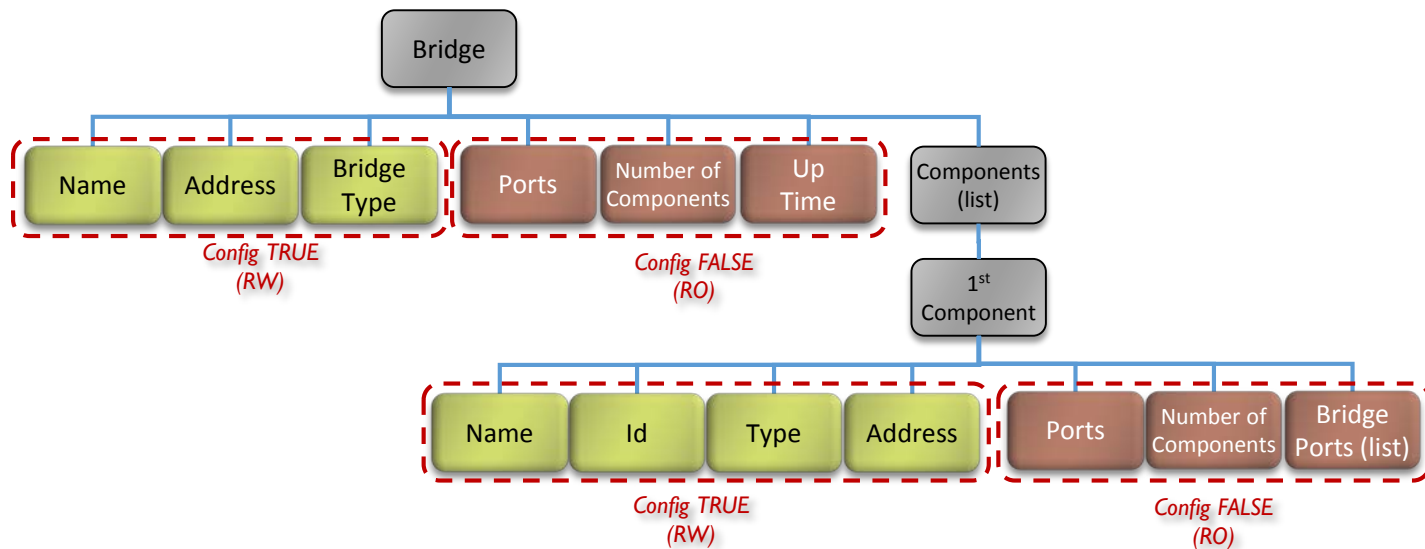 Bridge
Name
Address
Bridge
Type
Ports
Number of
Components
Up
Time
Components
(list)
Config TRUE
(RW)
Config FALSE
(RO)
1st
Component
Name
Id
Type
Address
Ports
Number of
Components
Bridge
Ports (list)
Config TRUE
(RW)
Config FALSE
(RO)